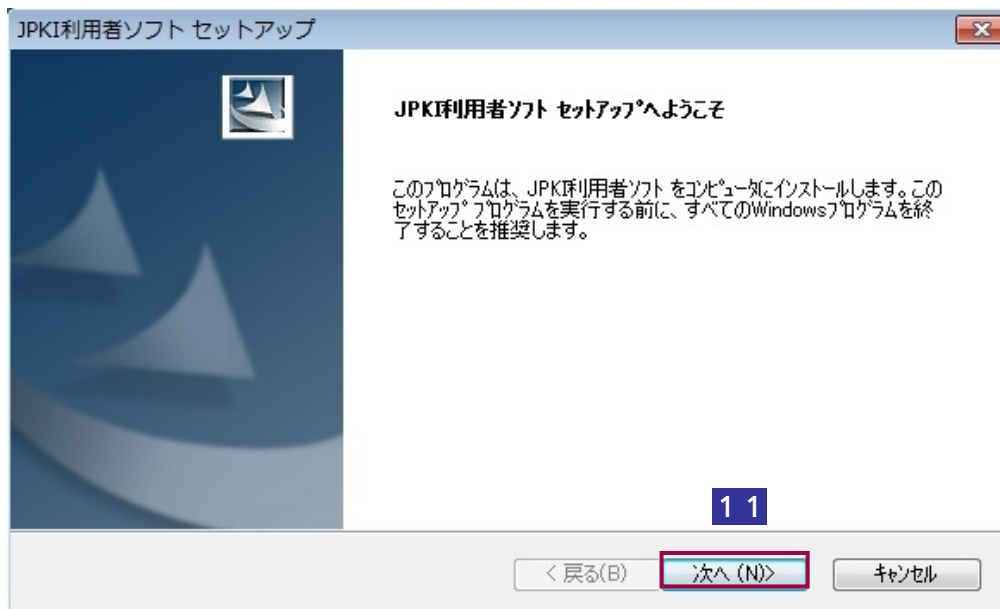 JPKI利用者ソフト セットアップ
JPKI利用者ソフト セットアップへようこそ
このプログラムは、JPKI利用者ソフト をコンピュータにインストールします。この
セットアップ プログラムを実行する前に、すべてのWindowsプログラムを終
了することを推奨します。
11
< 戻る(B)
次へ (N)>
キャンセル